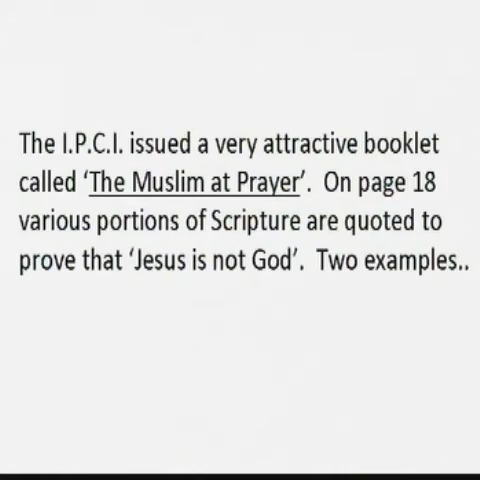 The I.P.C.I. issued a very attractive booklet
called ‘The Muslim at Prayer’.  On page 18
various portions of Scripture are quoted to
prove that ‘Jesus is not God’.  Two examples..